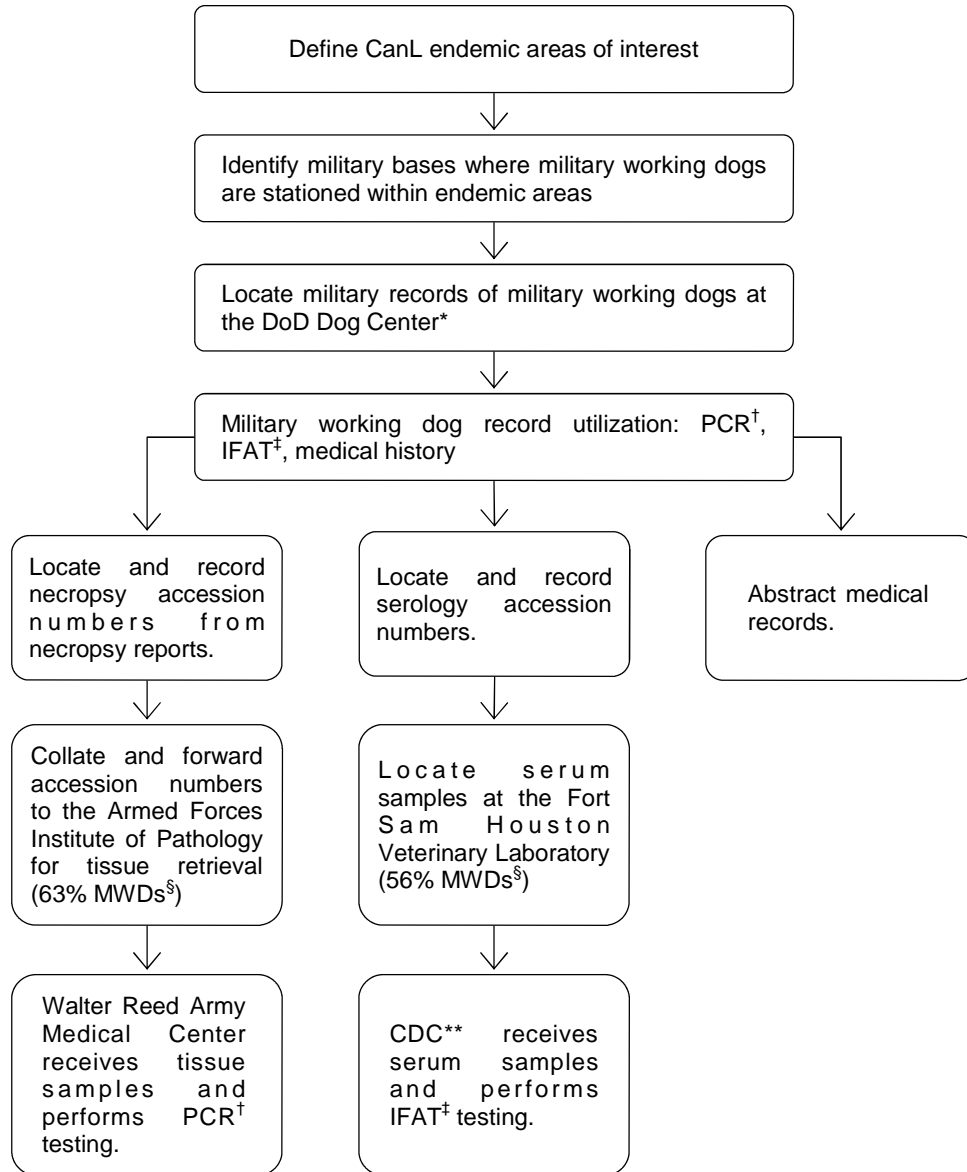 Define CanL endemic areas of interest
Identify military bases where military working dogs
are stationed within endemic areas
Locate military records of military working dogs at
the DoD Dog Center*
Military working dog record utilization: PCR†,
IFAT‡, medical history
Locate and record
necropsy accession
numbers from
necropsy reports.
Locate and record
serology accession
numbers.
Abstract medical
records.
Collate and forward
accession numbers
to the Armed Forces
Institute of Pathology
for tissue retrieval
(63% MWDs§)
Locate serum
samples at the Fort
Sam Houston
Veterinary Laboratory
(56% MWDs§)
Walter Reed Army
Medical Center
receives tissue
samples and
performs PCR†
testing.
CDC** receives
serum samples
and performs
IFAT‡ testing.